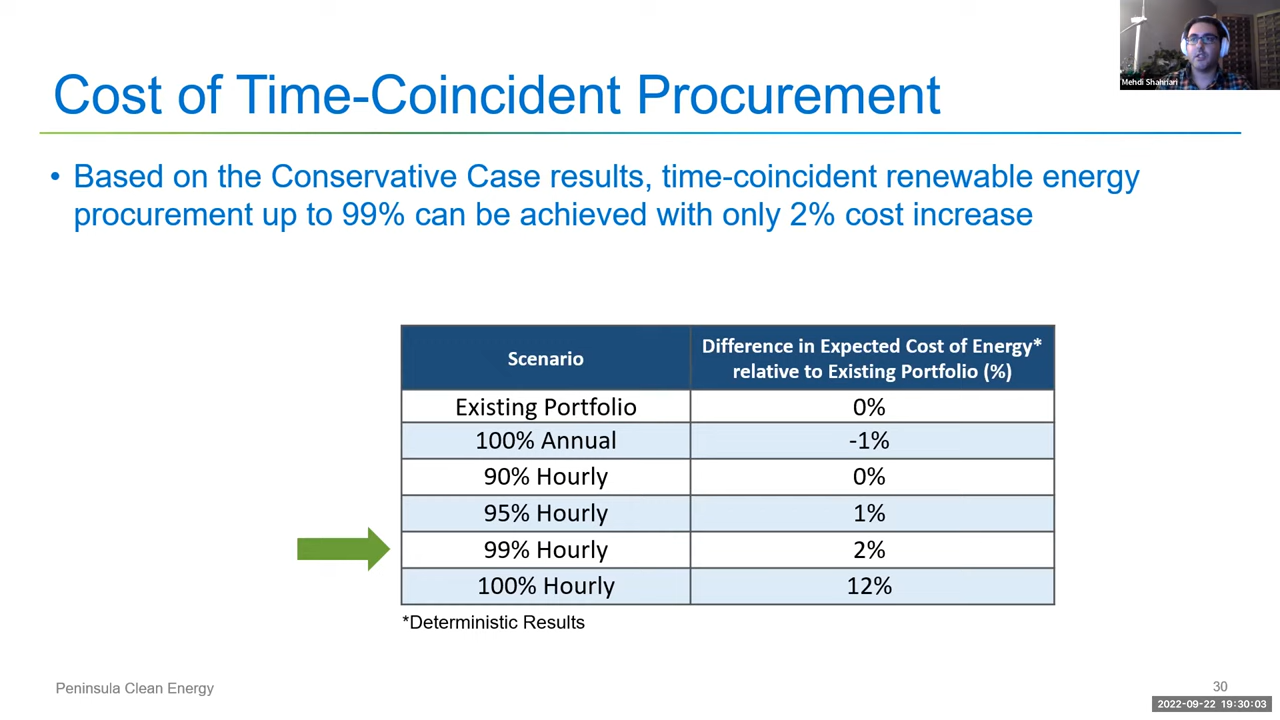 Mehdi Shahriari
Cost of Time-Coincident Procurement
• Based on the Conservative Case results, time-coincident renewable energy
procurement up to 99% can be achieved with only 2% cost increase
Scenario
Difference in Expected Cost of Energy*
relative to Existing Portfolio (%)
Existing Portfolio 0%
100% Annual -1%
90% Hourly 0%
95% Hourly 1%
99% Hourly 2%
100% Hourly 12%
*Deterministic Results
Peninsula Clean Energy
30
2022-09-22 19:30:03